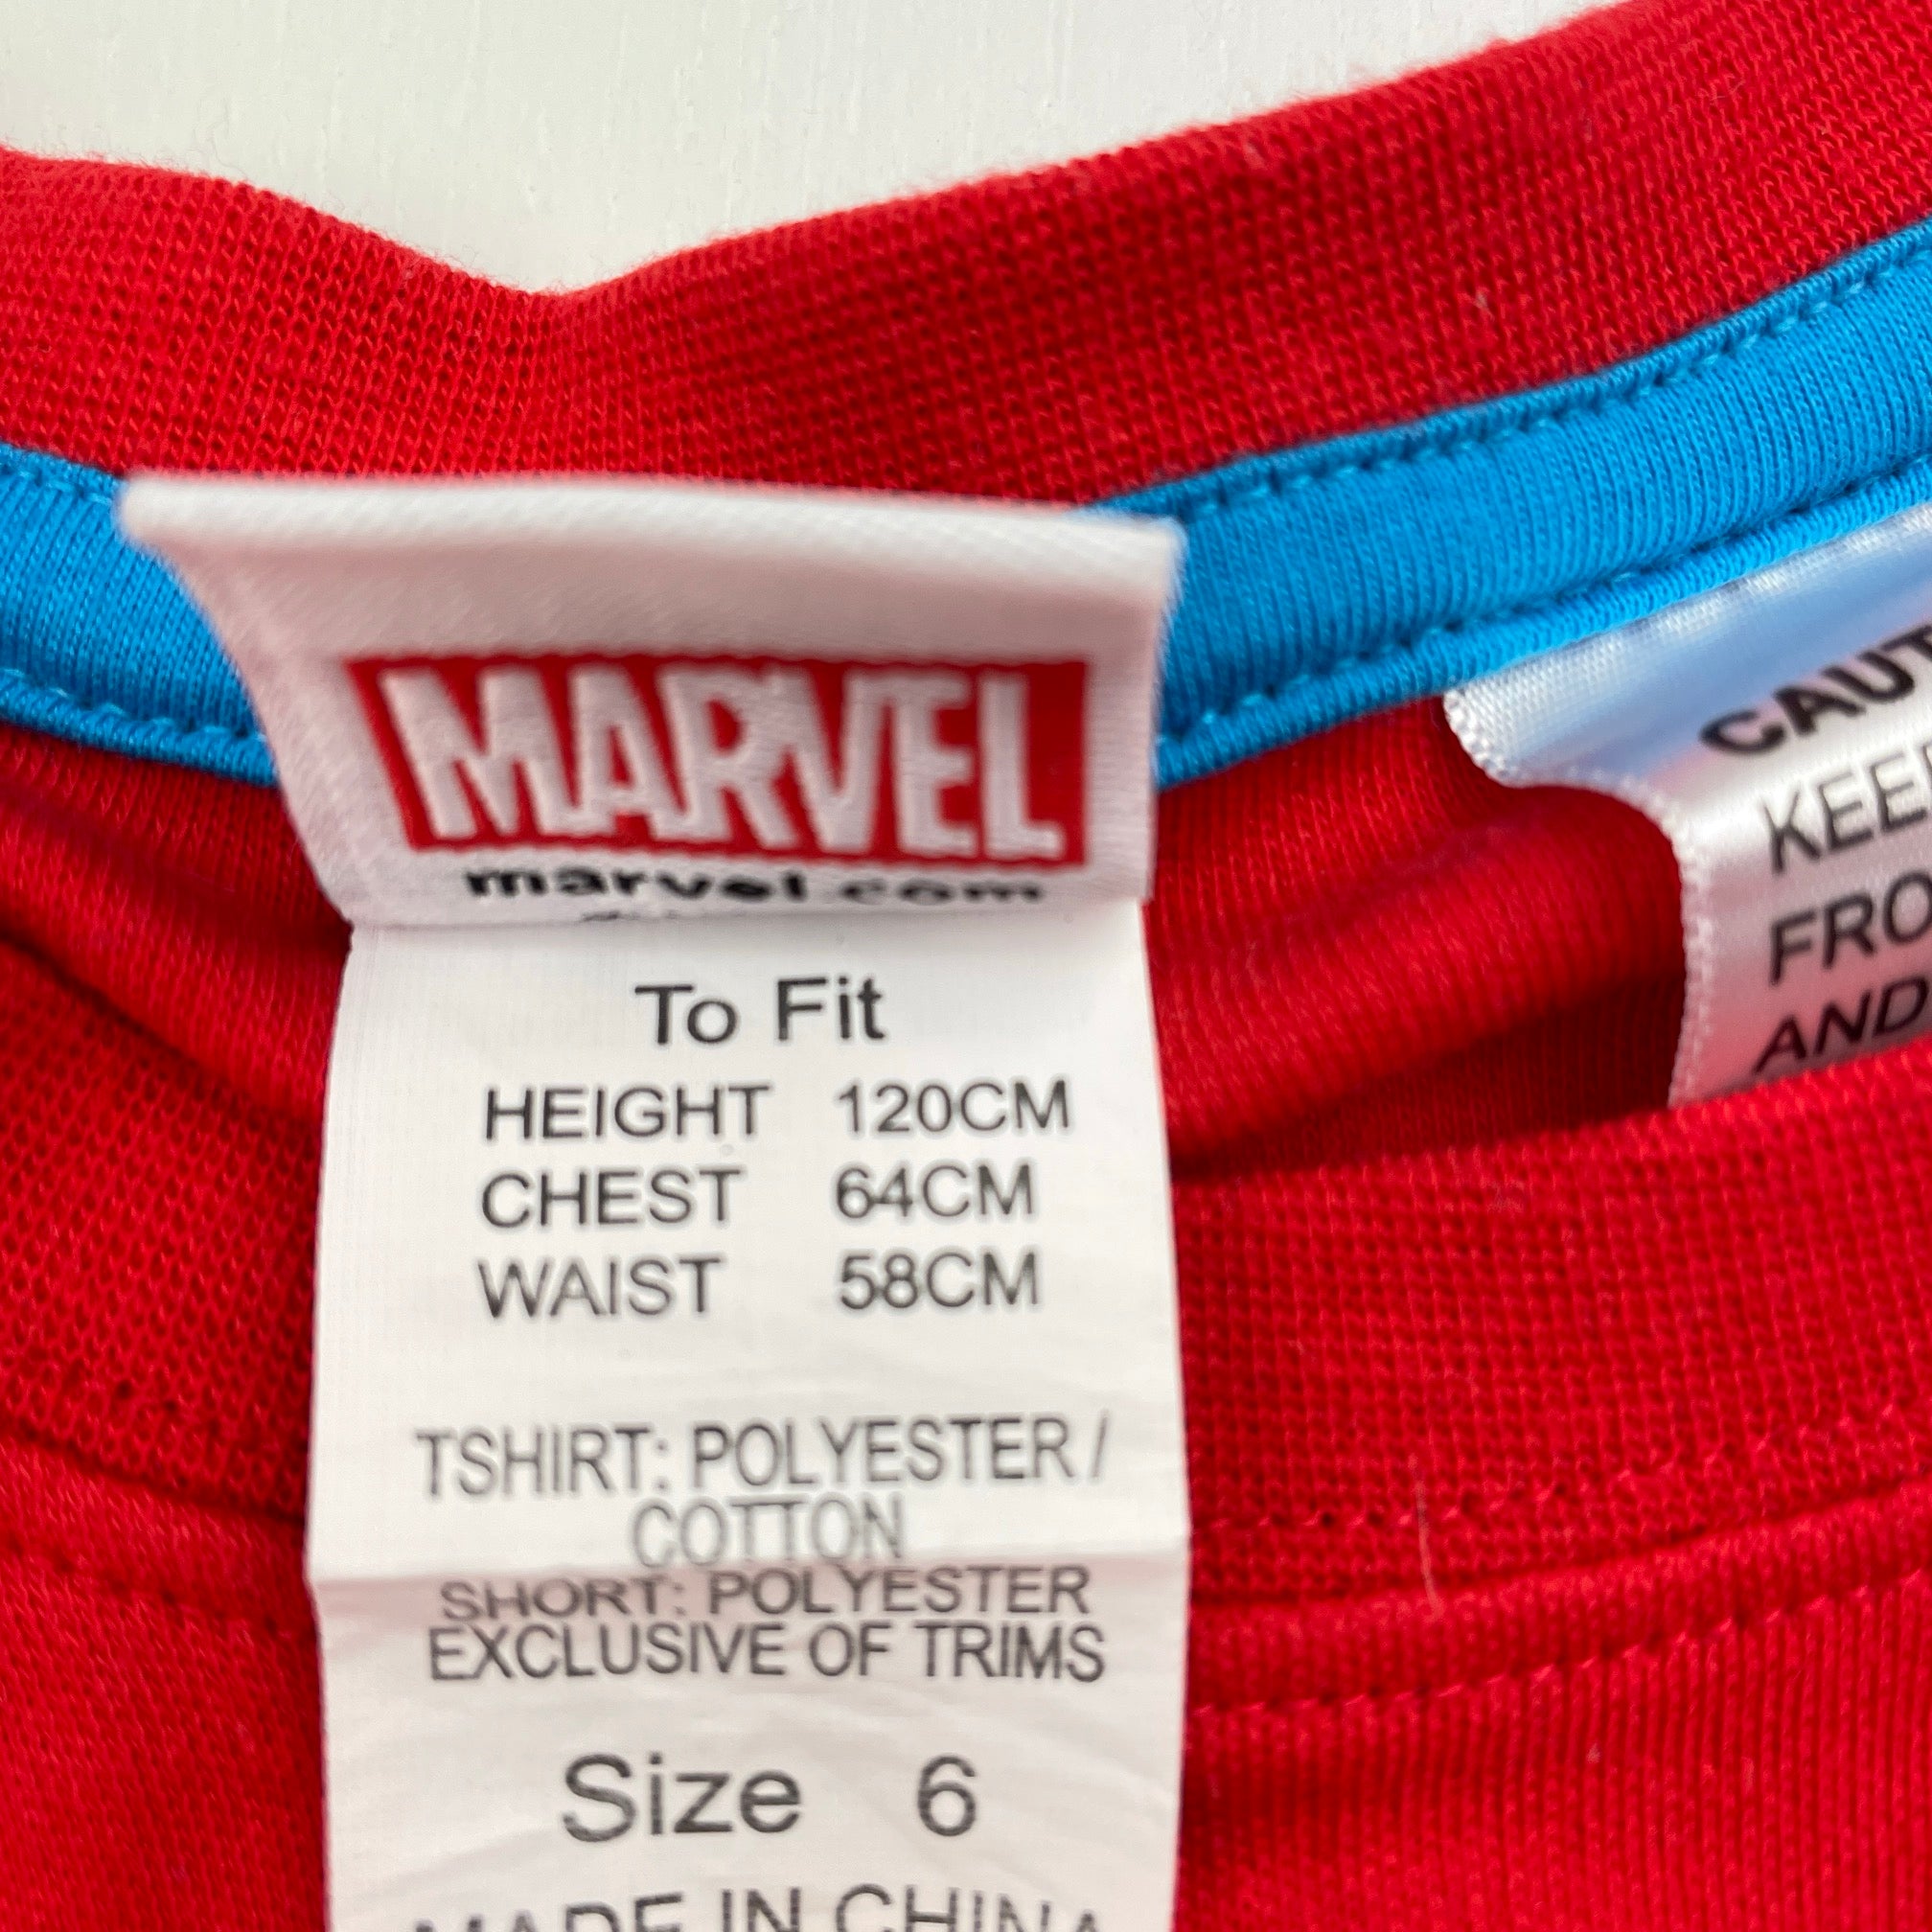 MARVEL
marvel.com
To Fit
HEIGHT 120CM
CHEST 64CM
WAIST 58CM
TSHIRT: POLYESTER /
COTTON
SHORT: POLYESTER
EXCLUSIVE OF TRIMS
Size 6
MADE IN CHINA
CAUT
KEE
FRO
AND